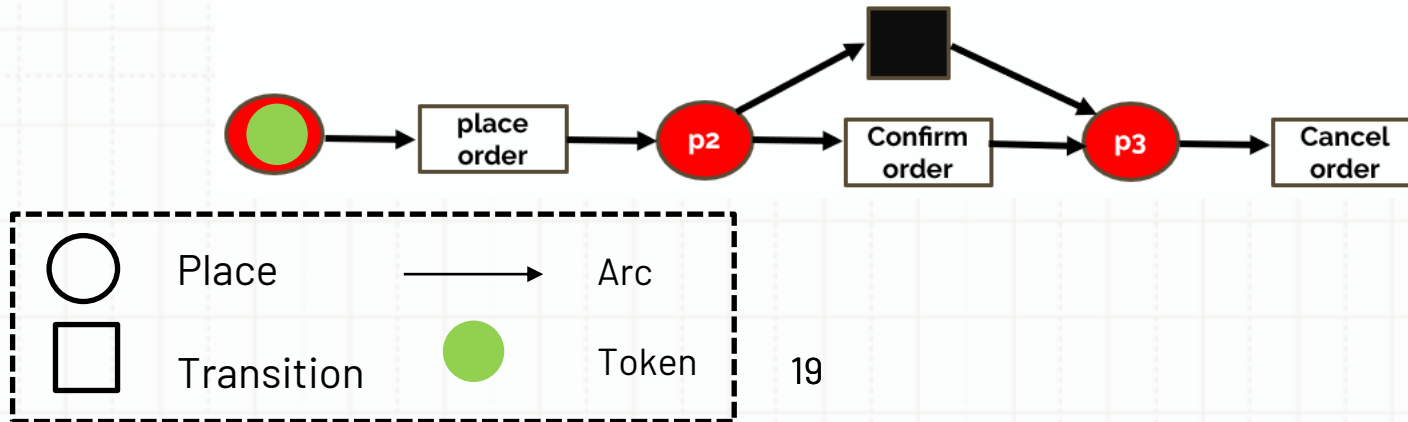 place
order
p2
Confirm
order
p3
Cancel
order
Place
Arc
Transition
Token
19